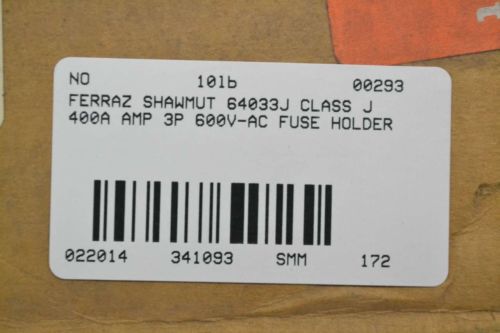 NO 101b 00293
FERRAZ SHAWMUT 64033J CLASS J
400A AMP 3P 600V-AC FUSE HOLDER
022014 341093 SMM 172